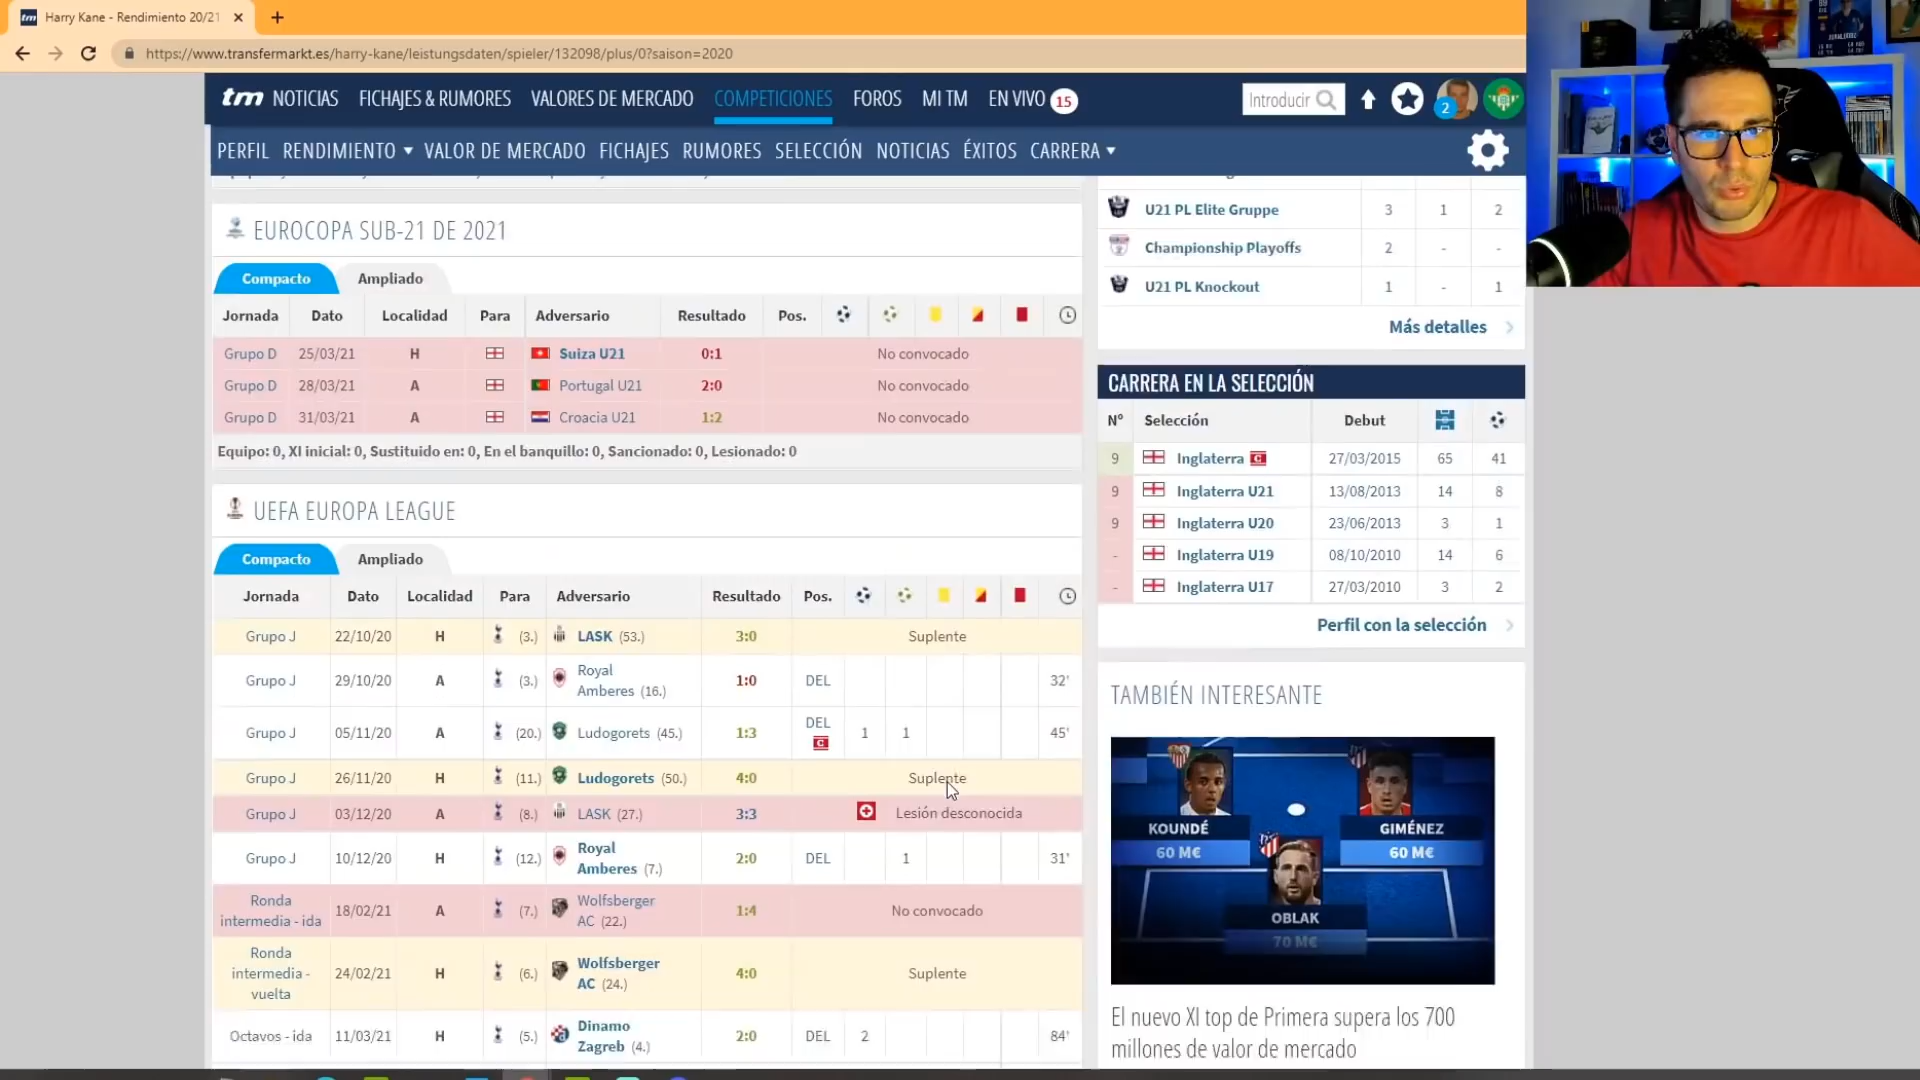 Harry Kane - Rendimiento 20/21
https://www.transfermarkt.es/harry-kane/leistungsdaten/spieler/132098/plus/0?saison=2020
tm NOTICIAS FICHAJES & RUMORES VALORES DE MERCADO COMPETICIONES FOROS MI TM EN VIVO 15 Introducir 2
PERFIL RENDIMIENTO VALOR DE MERCADO FICHAJES RUMORES SELECCIÓN NOTICIAS ÉXITOS CARRERA
EUROCOPA SUB-21 DE 2021
Compacto Ampliado
Jornada Dato Localidad Para Adversario Resultado Pos.
Grupo D 25/03/21 H Suiza U21 0:1 No convocado
Grupo D 28/03/21 A Portugal U21 2:0 No convocado
Grupo D 31/03/21 A Croacia U21 1:2 No convocado
Equipo: 0, XI inicial: 0, Sustituido en: 0, En el banquillo: 0, Sancionado: 0, Lesionado: 0
UEFA EUROPA LEAGUE
Compacto Ampliado
Jornada Dato Localidad Para Adversario Resultado Pos.
Grupo J 22/10/20 H (3.) LASK (53.) 3:0 Suplente
Grupo J 29/10/20 A (3.) Royal Amberes (16.) 1:0 DEL 32'
Grupo J 05/11/20 A (20.) Ludogorets (45.) 1:3 DEL C 1 1 45'
Grupo J 26/11/20 H (11.) Ludogorets (50.) 4:0 Suplente
Grupo J 03/12/20 A (8.) LASK (27.) 3:3 Lesión desconocida
Grupo J 10/12/20 H (12.) Royal Amberes (7.) 2:0 DEL 1 31'
Ronda intermedia - ida 18/02/21 A (7.) Wolfsberger AC (22.) 1:4 No convocado
Ronda intermedia - vuelta 24/02/21 H (6.) Wolfsberger AC (24.) 4:0 Suplente
Octavos - ida 11/03/21 H (5.) Dinamo Zagreb (4.) 2:0 DEL 2 84'
U21 PL Elite Gruppe 3 1 2
Championship Playoffs 2 - -
U21 PL Knockout 1 - 1
Más detalles
CARRERA EN LA SELECCIÓN
N° Selección Debut
9 Inglaterra C 27/03/2015 65 41
9 Inglaterra U21 13/08/2013 14 8
9 Inglaterra U20 23/06/2013 3 1
- Inglaterra U19 08/10/2010 14 6
- Inglaterra U17 27/03/2010 3 2
Perfil con la selección
TAMBIÉN INTERESANTE
KOUNDÉ GIMÉNEZ
60 M€ 60 M€
OBLAK
70 M€
El nuevo XI top de Primera supera los 700
millones de valor de mercado